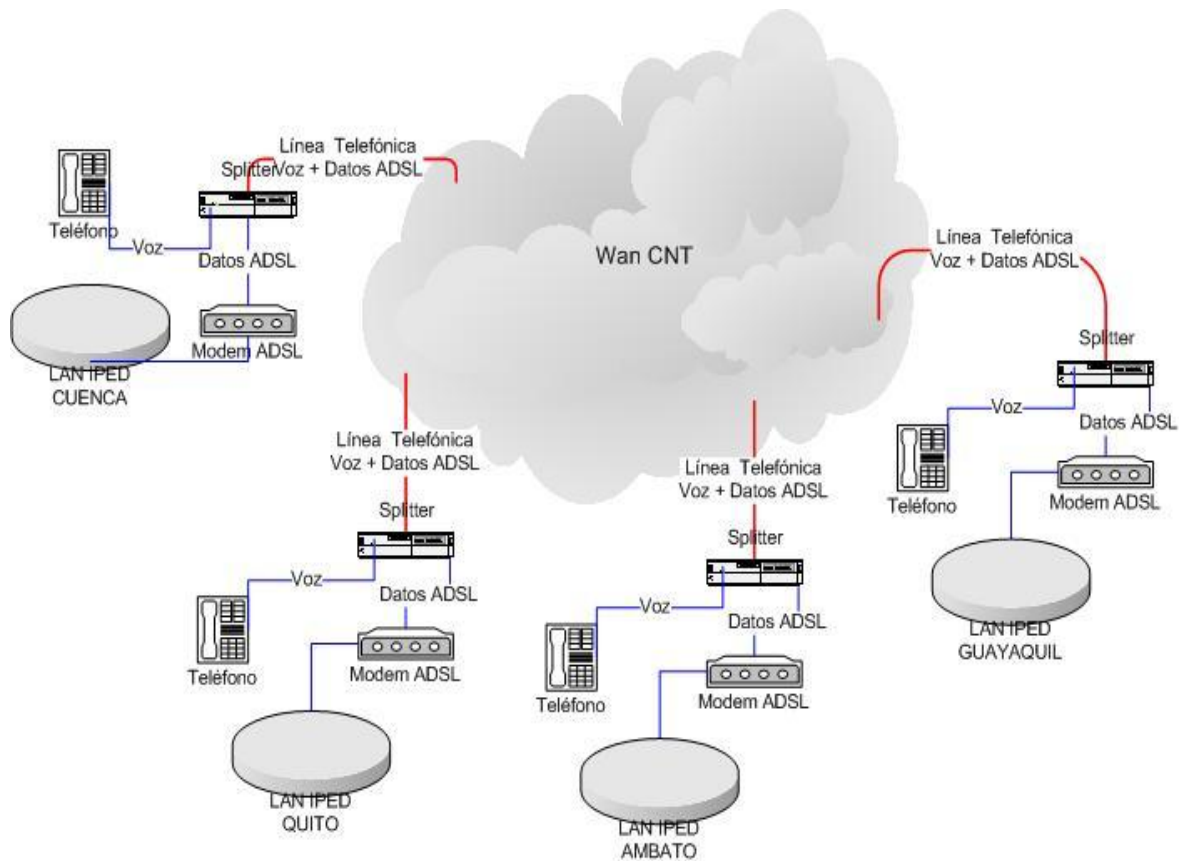 Línea Telefónica
Splitter
Voz + Datos ADSL
Teléfono
Voz
Datos ADSL
Modem ADSL
LAN IPED
CUENCA
Wan CNT
Línea Telefónica
Voz + Datos ADSL
Splitter
Voz
Datos ADSL
Teléfono
Modem ADSL
LAN IPED
GUAYAQUIL
Línea Telefónica
Voz + Datos ADSL
Splitter
Voz
Datos ADSL
Teléfono
Modem ADSL
LAN IPED
QUITO
Línea Telefónica
Voz + Datos ADSL
Splitter
Voz
Datos ADSL
Teléfono
Modem ADSL
LAN IPED
AMBATO